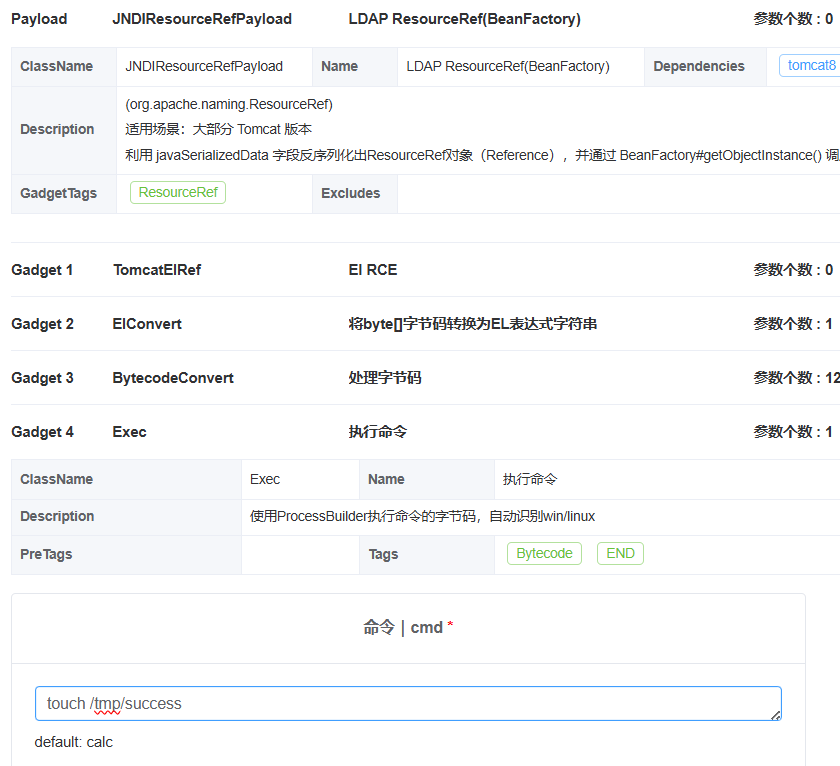 Payload JNDIResourceRefPayload LDAP ResourceRef(BeanFactory) 参数个数 : 0
ClassName JNDIResourceRefPayload Name LDAP ResourceRef(BeanFactory) Dependencies tomcat8
(org.apache.naming.ResourceRef)
Description 适用场景：大部分 Tomcat 版本
利用 javaSerializedData 字段反序列化出ResourceRef对象（Reference），并通过 BeanFactory#getObjectInstance() 调
GadgetTags ResourceRef Excludes
Gadget 1 TomcatElRef El RCE 参数个数 : 0
Gadget 2 ElConvert 将byte[]字节码转换为EL表达式字符串 参数个数 : 1
Gadget 3 BytecodeConvert 处理字节码 参数个数 : 12
Gadget 4 Exec 执行命令 参数个数 : 1
ClassName Exec Name 执行命令
Description 使用ProcessBuilder执行命令的字节码，自动识别win/linux
PreTags Tags Bytecode END
命令 | cmd *
touch /tmp/success
default: calc